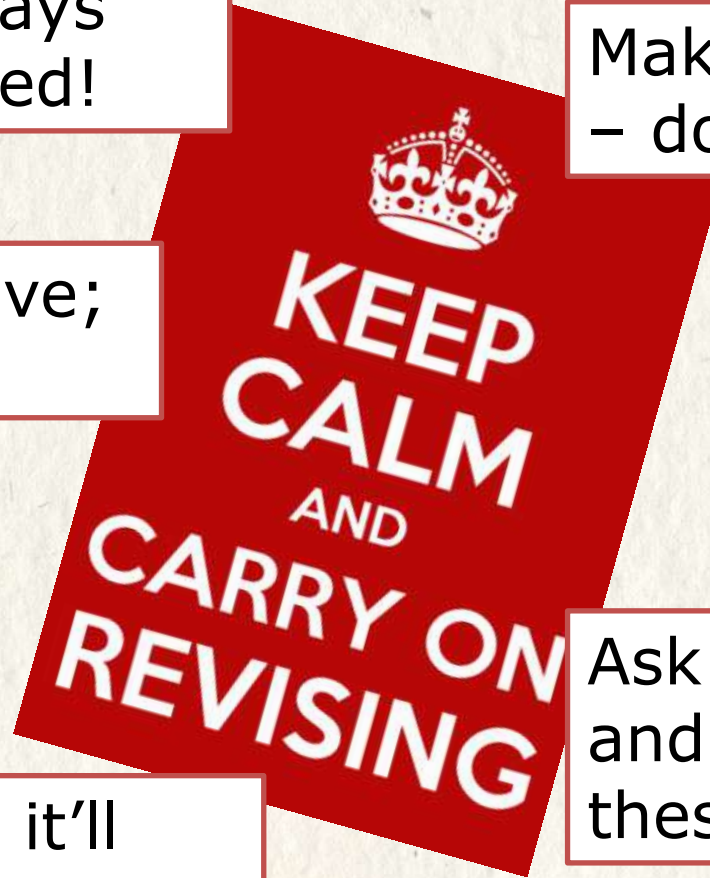 ays
ed!
Mak
– do
ve;
KEEP
CALM
AND
CARRY ON
REVISING
Ask
and
thes
it’ll